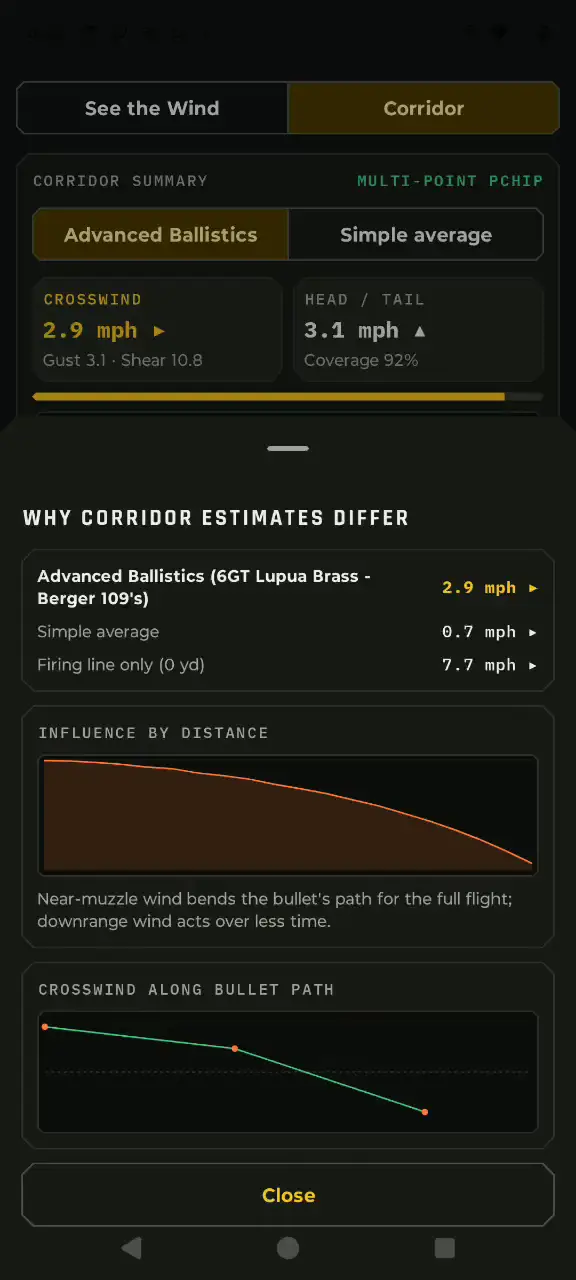 See the Wind
Corridor
CORRIDOR SUMMARY
MULTI-POINT PCHIP
Advanced Ballistics
Simple average
CROSSWIND
2.9 mph ▸
Gust 3.1 · Shear 10.8
HEAD / TAIL
3.1 mph ▲
Coverage 92%
WHY CORRIDOR ESTIMATES DIFFER
Advanced Ballistics (6GT Lupua Brass -
Berger 109's)
2.9 mph ▸
Simple average
0.7 mph ▸
Firing line only (0 yd)
7.7 mph ▸
INFLUENCE BY DISTANCE
Near-muzzle wind bends the bullet's path for the full flight;
downrange wind acts over less time.
CROSSWIND ALONG BULLET PATH
Close